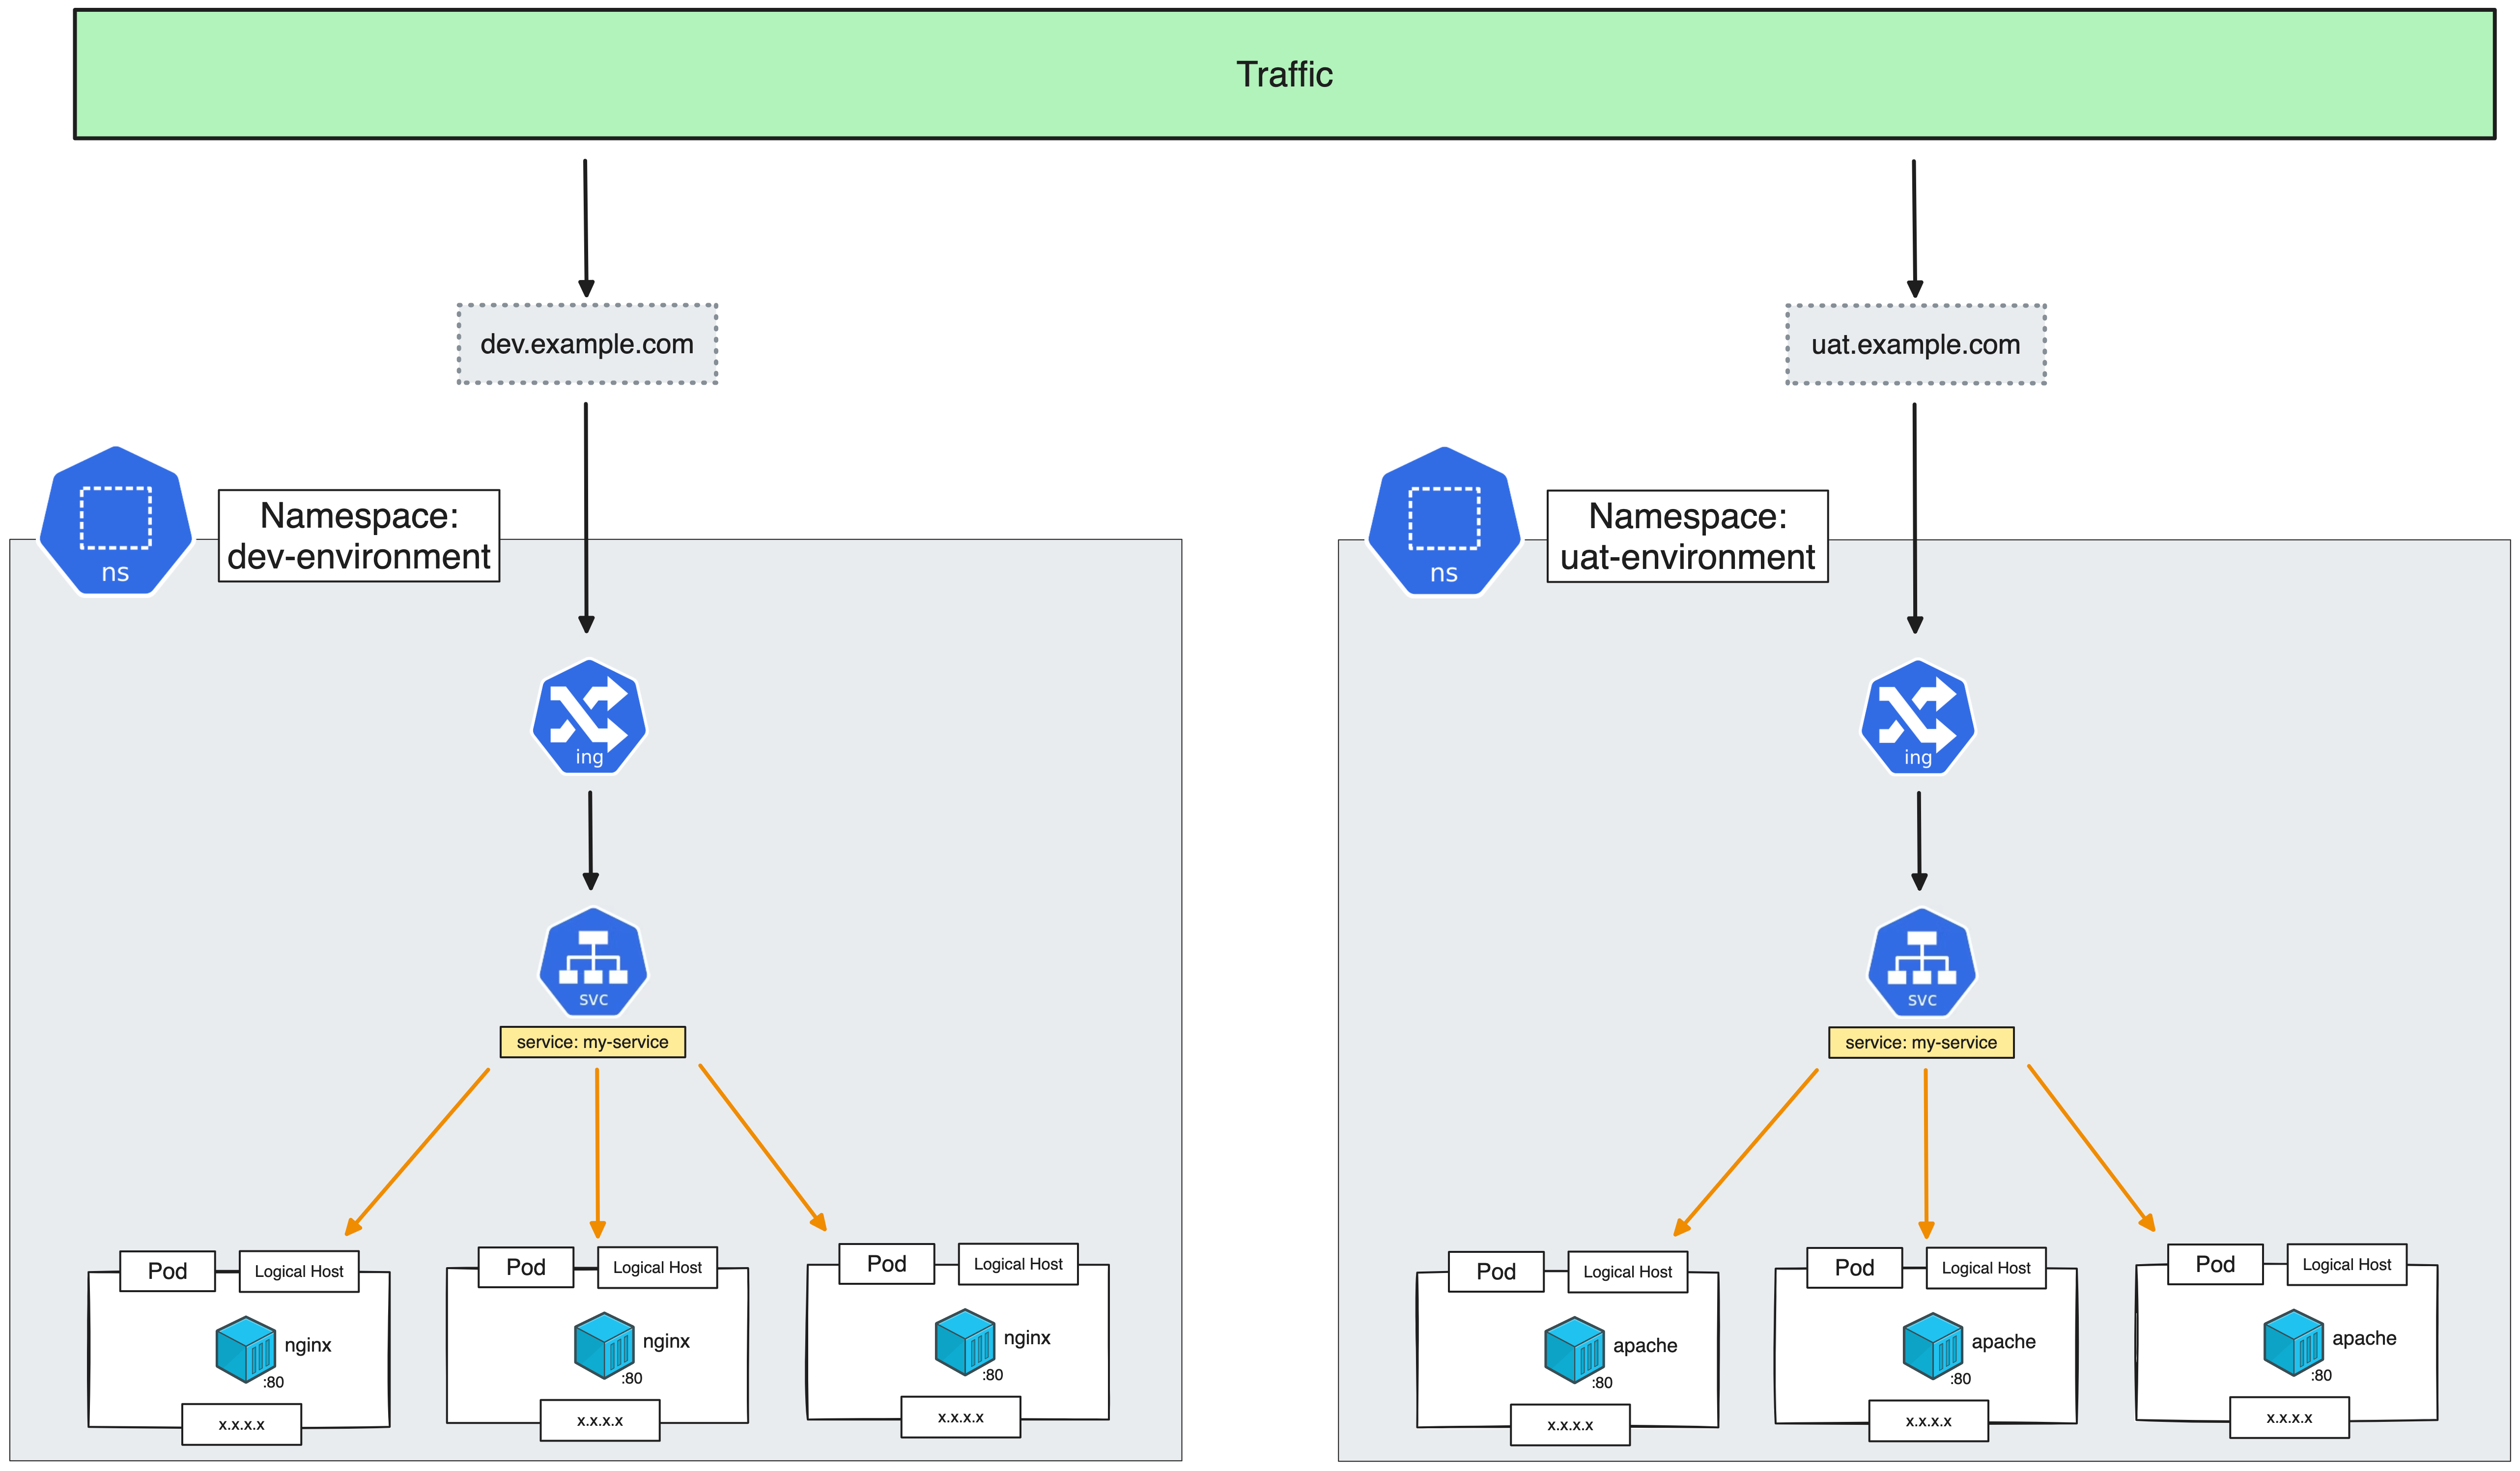 Traffic
dev.example.com
uat.example.com
ns
Namespace:
dev-environment
ns
Namespace:
uat-environment
ing
ing
svc
service: my-service
svc
service: my-service
Pod
Logical Host
nginx
:80
x.x.x.x
Pod
Logical Host
nginx
:80
x.x.x.x
Pod
Logical Host
nginx
:80
x.x.x.x
Pod
Logical Host
apache
:80
x.x.x.x
Pod
Logical Host
apache
:80
x.x.x.x
Pod
Logical Host
apache
:80
x.x.x.x